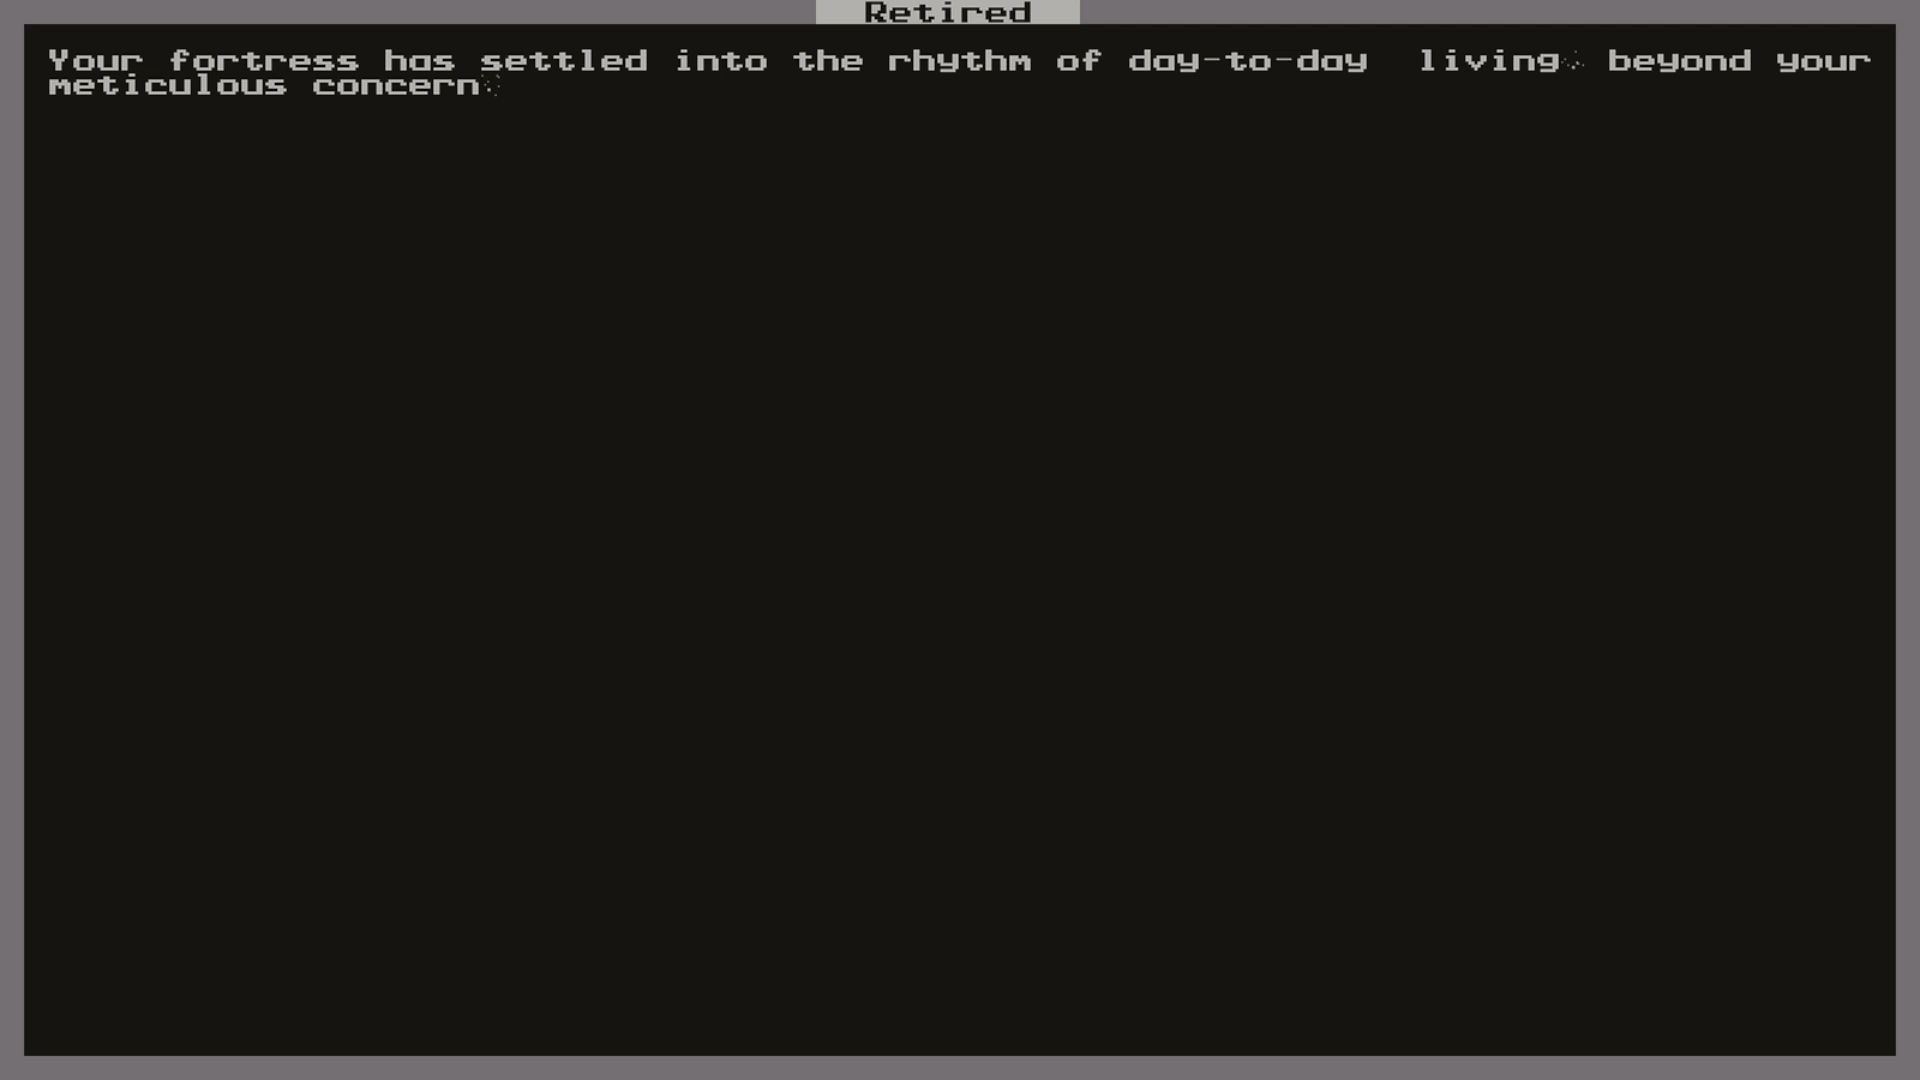 Retired
Your fortress has settled into the rhythm of day-to-day  living, beyond your
meticulous concern.